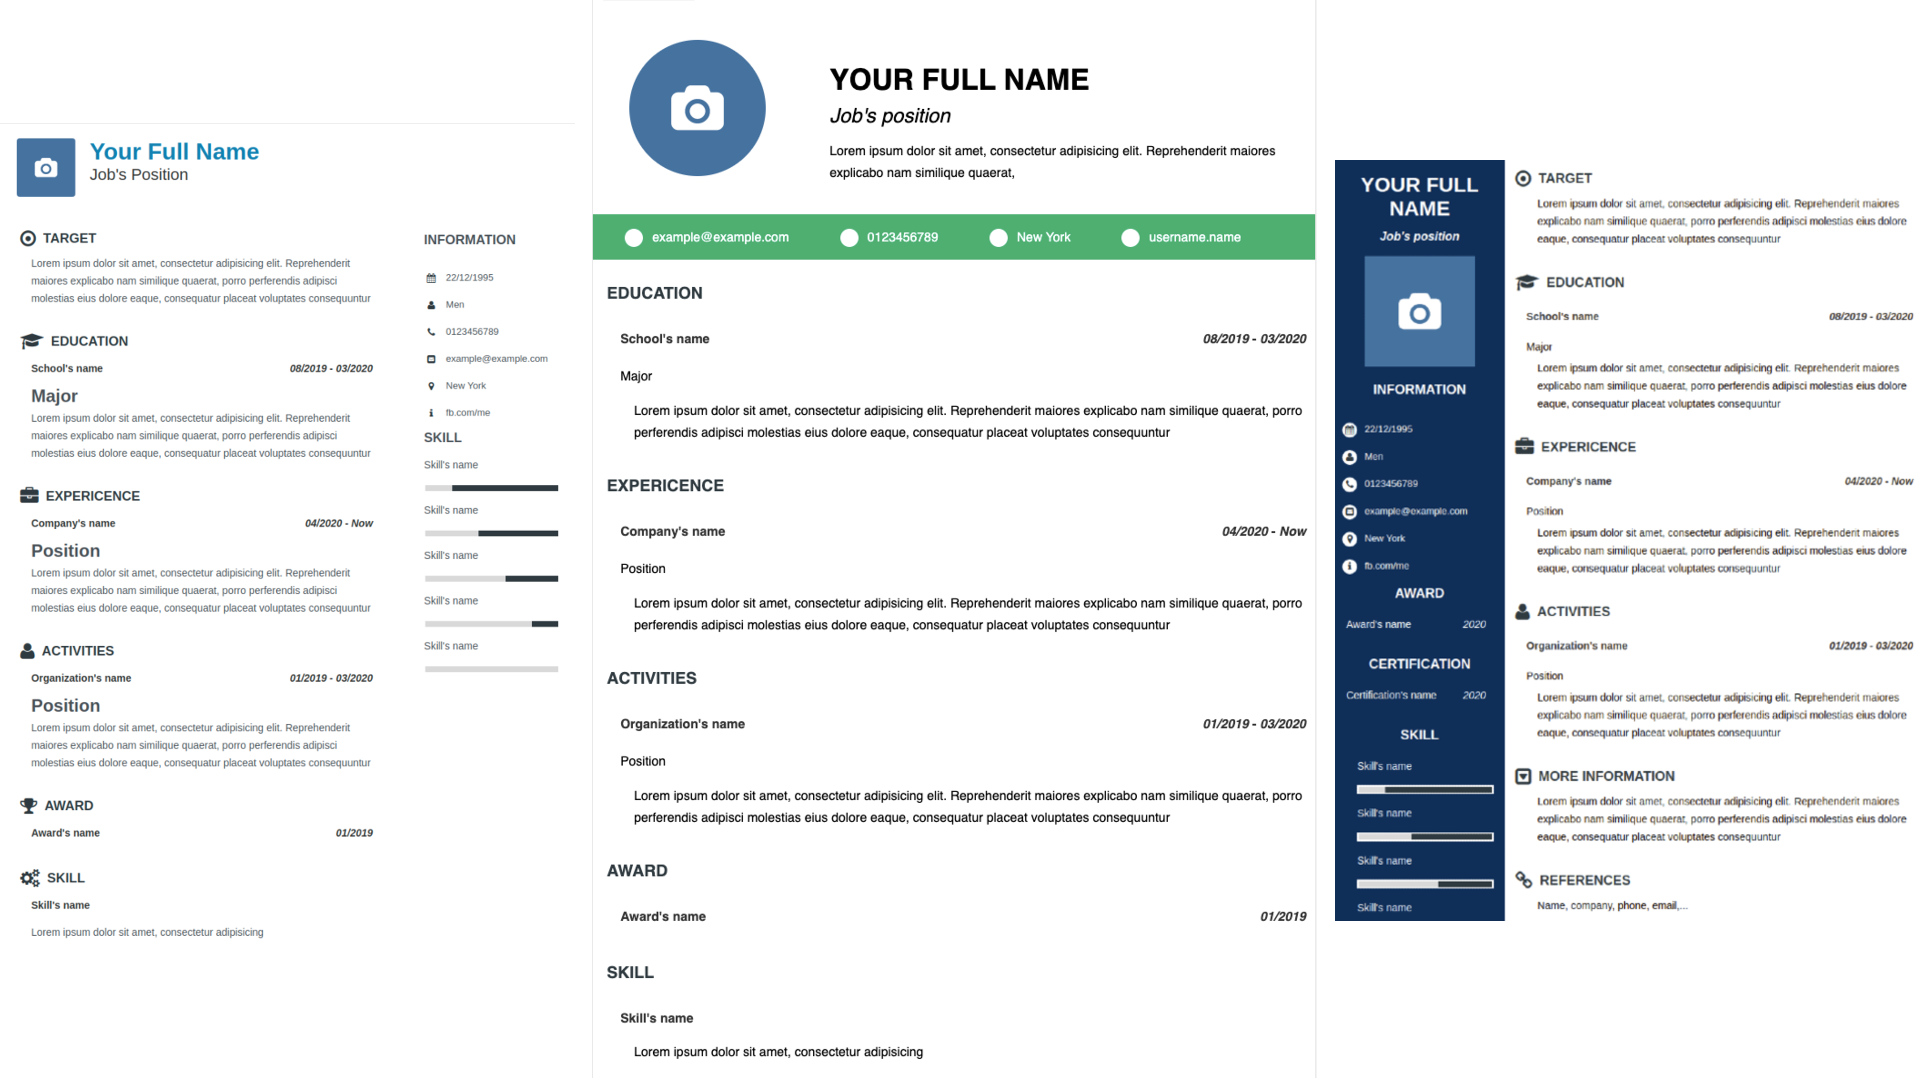 Your Full Name
Job's Position
TARGET
Lorem ipsum dolor sit amet, consectetur adipisicing elit. Reprehenderit
maiores explicabo nam similique quaerat, porro perferendis adipisci
molestias eius dolore eaque, consequatur placeat voluptates consequuntur
EDUCATION
School's name 08/2019 - 03/2020
Major
Lorem ipsum dolor sit amet, consectetur adipisicing elit. Reprehenderit
maiores explicabo nam similique quaerat, porro perferendis adipisci
molestias eius dolore eaque, consequatur placeat voluptates consequuntur
EXPERICENCE
Company's name 04/2020 - Now
Position
Lorem ipsum dolor sit amet, consectetur adipisicing elit. Reprehenderit
maiores explicabo nam similique quaerat, porro perferendis adipisci
molestias eius dolore eaque, consequatur placeat voluptates consequuntur
ACTIVITIES
Organization's name 01/2019 - 03/2020
Position
Lorem ipsum dolor sit amet, consectetur adipisicing elit. Reprehenderit
maiores explicabo nam similique quaerat, porro perferendis adipisci
molestias eius dolore eaque, consequatur placeat voluptates consequuntur
AWARD
Award's name 01/2019
SKILL
Skill's name
Lorem ipsum dolor sit amet, consectetur adipisicing
INFORMATION
22/12/1995
Men
0123456789
example@example.com
New York
fb.com/me
SKILL
Skill's name
Skill's name
Skill's name
Skill's name
Skill's name
YOUR FULL NAME
Job's position
Lorem ipsum dolor sit amet, consectetur adipisicing elit. Reprehenderit maiores
explicabo nam similique quaerat,
example@example.com 0123456789 New York username.name
EDUCATION
School's name 08/2019 - 03/2020
Major
Lorem ipsum dolor sit amet, consectetur adipisicing elit. Reprehenderit maiores explicabo nam similique quaerat, porro
perferendis adipisci molestias eius dolore eaque, consequatur placeat voluptates consequuntur
EXPERICENCE
Company's name 04/2020 - Now
Position
Lorem ipsum dolor sit amet, consectetur adipisicing elit. Reprehenderit maiores explicabo nam similique quaerat, porro
perferendis adipisci molestias eius dolore eaque, consequatur placeat voluptates consequuntur
ACTIVITIES
Organization's name 01/2019 - 03/2020
Position
Lorem ipsum dolor sit amet, consectetur adipisicing elit. Reprehenderit maiores explicabo nam similique quaerat, porro
perferendis adipisci molestias eius dolore eaque, consequatur placeat voluptates consequuntur
AWARD
Award's name 01/2019
SKILL
Skill's name
Lorem ipsum dolor sit amet, consectetur adipisicing
YOUR FULL
NAME
Job's position
INFORMATION
22/12/1995
Men
0123456789
example@example.com
New York
fb.com/me
AWARD
Award's name 2020
CERTIFICATION
Certification's name 2020
SKILL
Skill's name
Skill's name
Skill's name
Skill's name
TARGET
Lorem ipsum dolor sit amet, consectetur adipisicing elit. Reprehenderit maiores
explicabo nam similique quaerat, porro perferendis adipisci molestias eius dolore
eaque, consequatur placeat voluptates consequuntur
EDUCATION
School's name 08/2019 - 03/2020
Major
Lorem ipsum dolor sit amet, consectetur adipisicing elit. Reprehenderit maiores
explicabo nam similique quaerat, porro perferendis adipisci molestias eius dolore
eaque, consequatur placeat voluptates consequuntur
EXPERICENCE
Company's name 04/2020 - Now
Position
Lorem ipsum dolor sit amet, consectetur adipisicing elit. Reprehenderit maiores
explicabo nam similique quaerat, porro perferendis adipisci molestias eius dolore
eaque, consequatur placeat voluptates consequuntur
ACTIVITIES
Organization's name 01/2019 - 03/2020
Position
Lorem ipsum dolor sit amet, consectetur adipisicing elit. Reprehenderit maiores
explicabo nam similique quaerat, porro perferendis adipisci molestias eius dolore
eaque, consequatur placeat voluptates consequuntur
MORE INFORMATION
Lorem ipsum dolor sit amet, consectetur adipisicing elit. Reprehenderit maiores
explicabo nam similique quaerat, porro perferendis adipisci molestias eius dolore
eaque, consequatur placeat voluptates consequuntur
REFERENCES
Name, company, phone, email,...